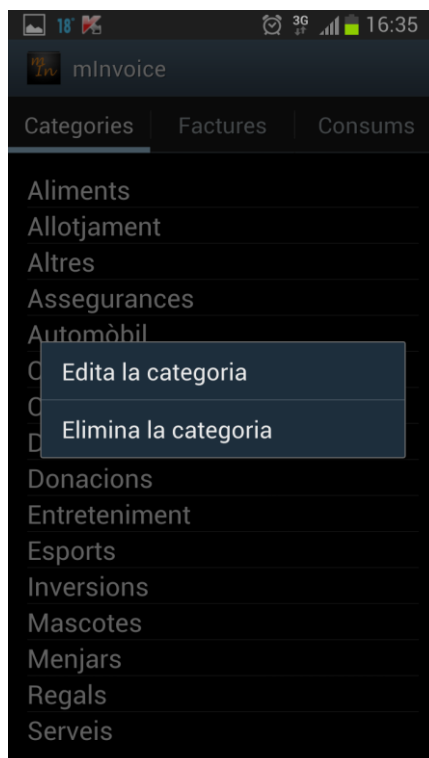 18° 3G 16:35
mIn mInvoice
Categories Factures Consums
Aliments
Allotjament
Altres
Assegurances
Automòbil
C
Edita la categoria
C
Elimina la categoria
D
Donacions
Entreteniment
Esports
Inversions
Mascotes
Menjars
Regals
Serveis